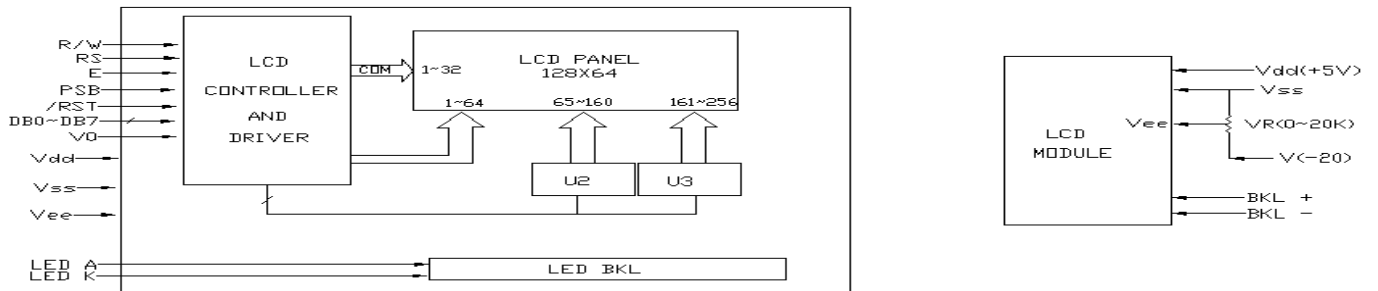 R/W
RS
E
PSB
/RST
DB0~DB7
V0
Vdd
Vss
Vee
LED A
LED K
LCD
CONTROLLER
AND
DRIVER
COM
1~32
LCD PANEL
128X64
1~64 65~160 161~256
U2 U3
LED BKL
LCD
MODULE
Vdd(+5V)
Vss
Vee
VR(0~20K)
V(-20)
BKL +
BKL -